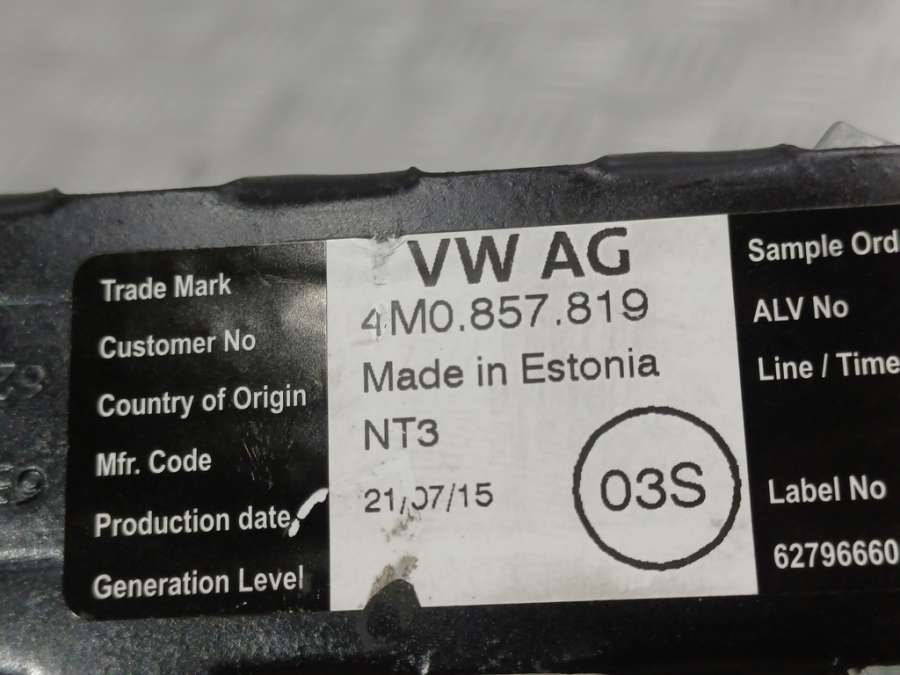 Trade Mark VW AG Sample Ord
Customer No 4M0.857.819 ALV No
Country of Origin Made in Estonia Line / Time
Mfr. Code NT3
Production date 21/07/15 03S Label No
Generation Level 62796660